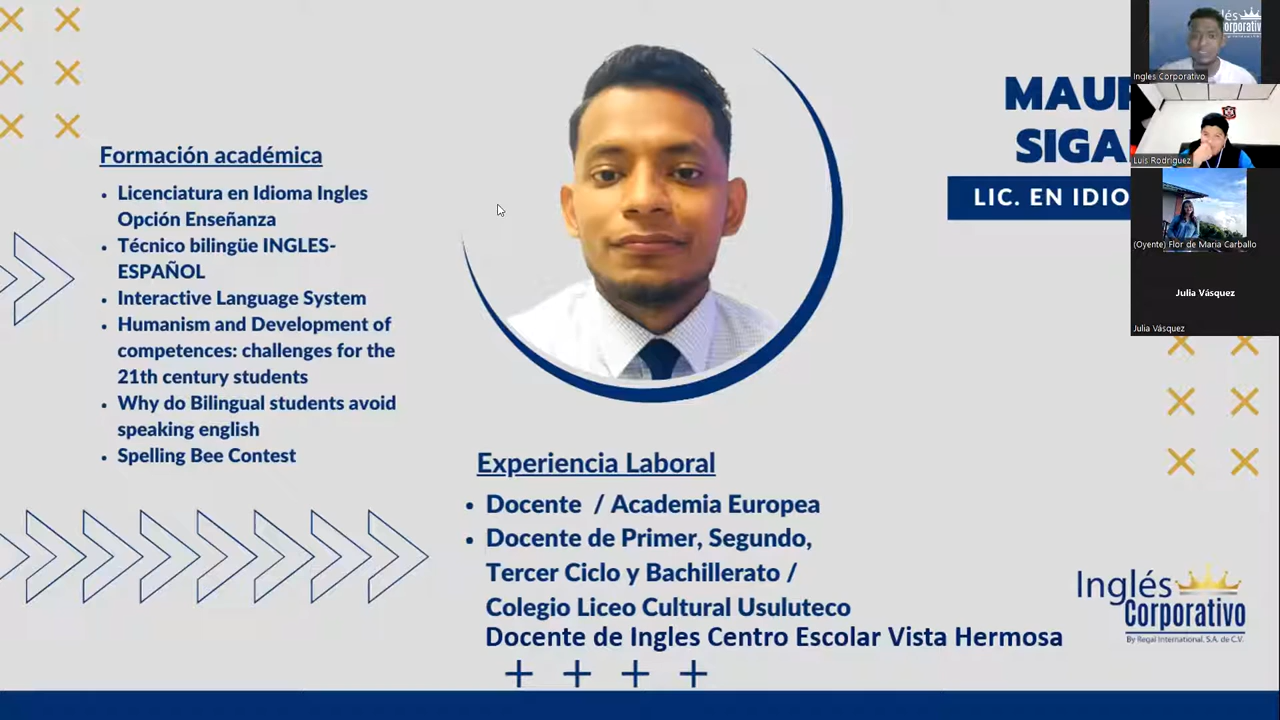 Formación académica
Licenciatura en Idioma Ingles
Opción Enseñanza
Técnico bilingüe INGLES-
ESPAÑOL
Interactive Language System
Humanism and Development of
competences: challenges for the
21th century students
Why do Bilingual students avoid
speaking english
Spelling Bee Contest
Experiencia Laboral
Docente / Academia Europea
Docente de Primer, Segundo,
Tercer Ciclo y Bachillerato /
Colegio Liceo Cultural Usuluteco
Docente de Ingles Centro Escolar Vista Hermosa
SIGA
LIC. EN IDIO
Ingles Corporativo
Luis Rodriguez
(Oyente) Flor de Maria Carballo
Julia Vásquez
Julia Vásquez
Inglés
Corporativo
By Regal International, S.A. de C.V.